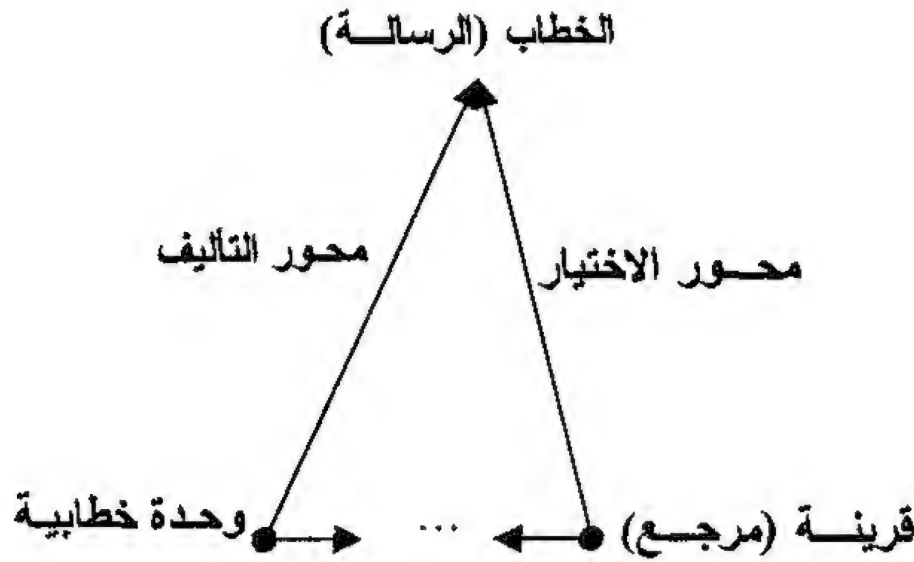 الخطاب (الرسالة)
محور الاختيار
محور التأليف
قرينة (مرجع)
...
وحدة خطابية